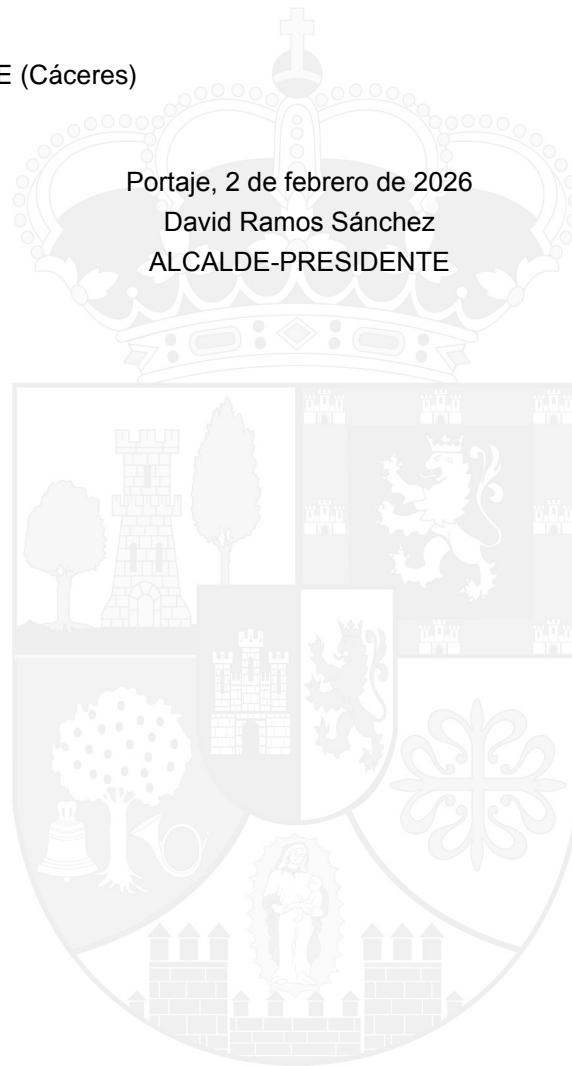 E (Cáceres)
Portaje, 2 de febrero de 2026
David Ramos Sánchez
ALCALDE-PRESIDENTE